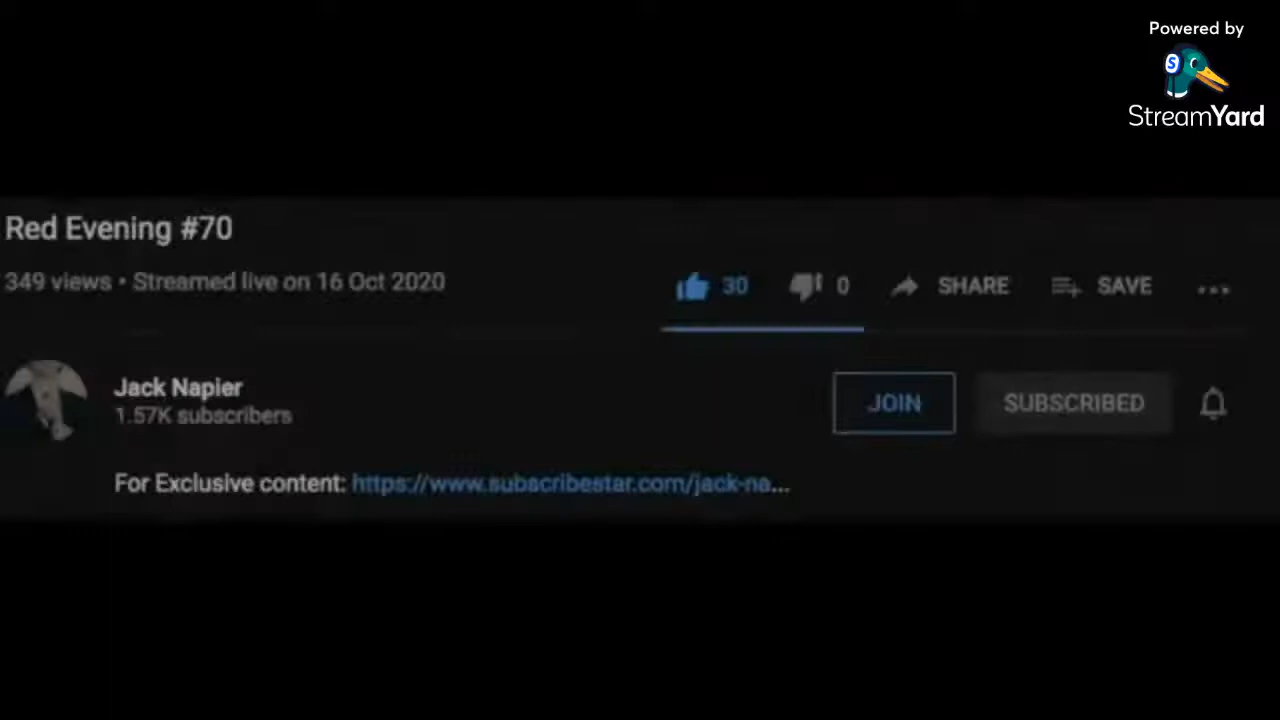 Powered by
StreamYard
Red Evening #70
349 views • Streamed live on 16 Oct 2020
30 0 SHARE SAVE
Jack Napier
1.57K subscribers
JOIN SUBSCRIBED
For Exclusive content: https://www.subscribestar.com/jack-na...